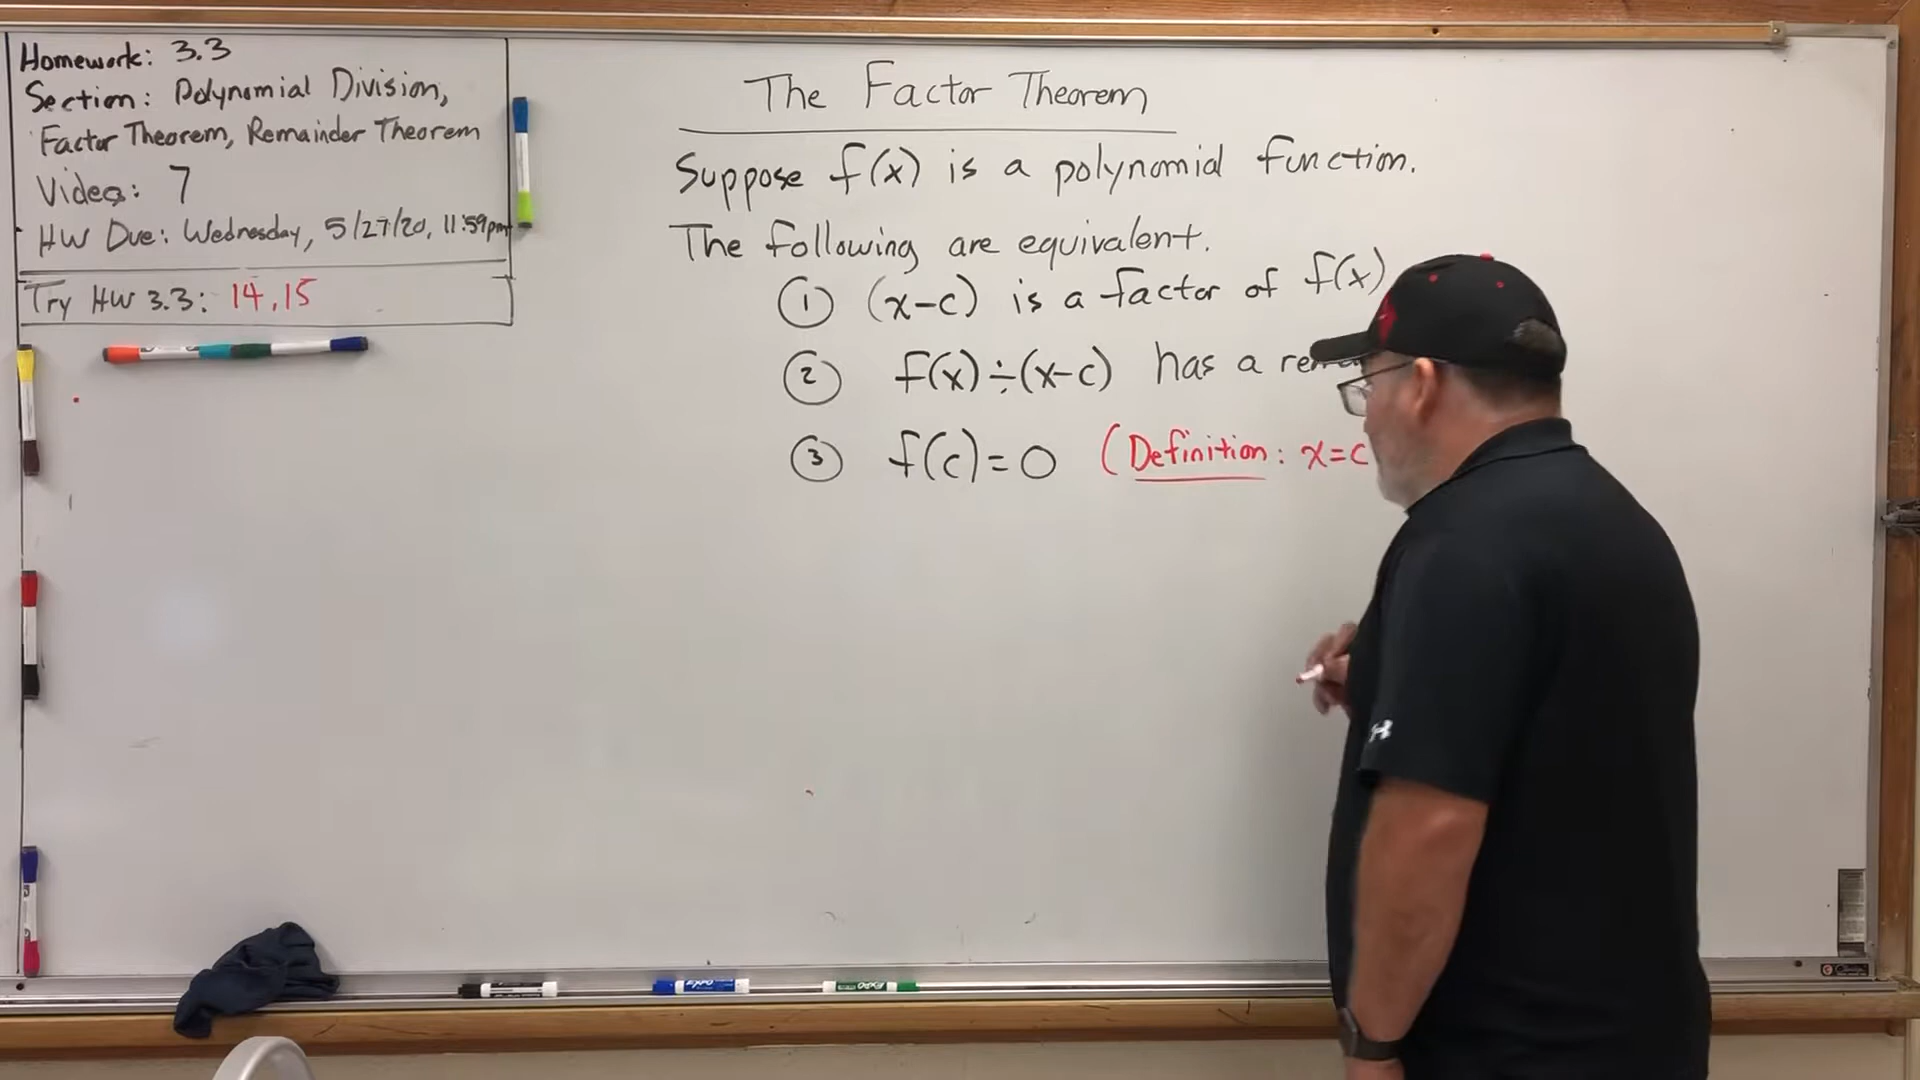 Homework: 3.3
Section: Polynomial Division,
Factor Theorem, Remainder Theorem
Video: 7
HW Due: Wednesday, 5/27/20, 11:59pm
Try HW 3.3: 14,15
The Factor Theorem
Suppose f(x) is a polynomial function.
The following are equivalent.
① (x-c) is a factor of f(x)
② f(x)÷(x-c) has a
③ f(c)=0 (Definition: x=c